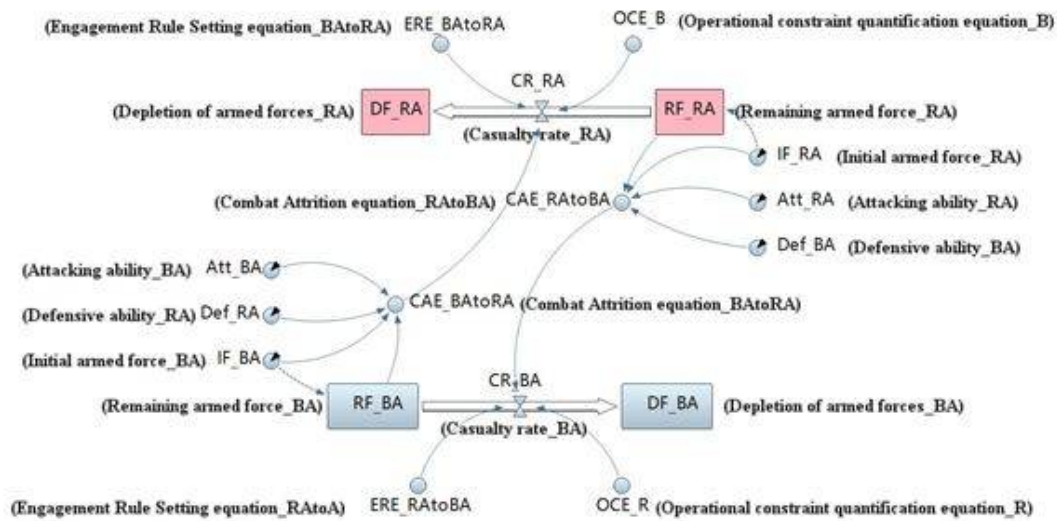 (Engagement Rule Setting equation_BAtoRA) ERE_BAtoRA OCE_B (Operational constraint quantification equation_B)
CR_RA
(Depletion of armed forces_RA) DF_RA RF_RA (Remaining armed force_RA)
(Casualty rate_RA)
IF_RA (Initial armed force_RA)
(Combat Attrition equation_RAtoBA) CAE_RAtoBA Att_RA (Attacking ability_RA)
Def_BA (Defensive ability_BA)
(Attacking ability_BA) Att_BA
(Defensive ability_RA) Def_RA CAE_BAtoRA (Combat Attrition equation_BAtoRA)
(Initial armed force_BA) IF_BA
CR_BA
(Remaining armed force_BA) RF_BA DF_BA (Depletion of armed forces_BA)
(Casualty rate_BA)
(Engagement Rule Setting equation_RAtoA) ERE_RAtoBA OCE_R (Operational constraint quantification equation_R)